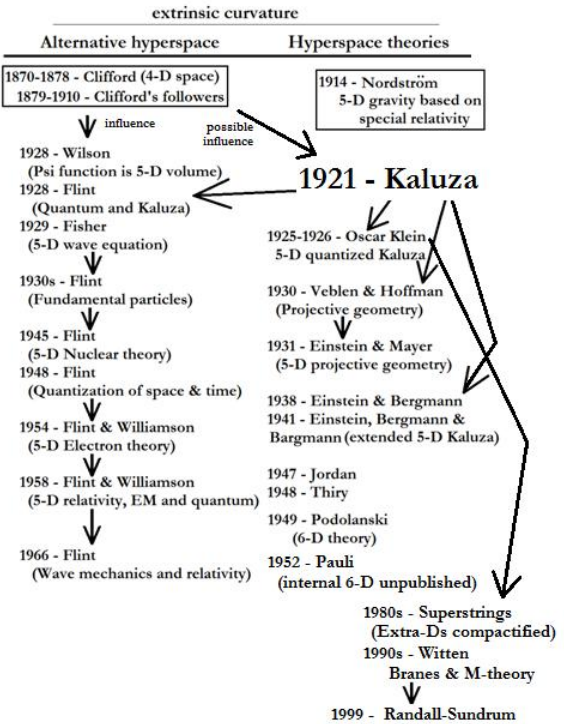 extrinsic curvature
Alternative hyperspace
Hyperspace theories
1870-1878 - Clifford (4-D space)
1879-1910 - Clifford's followers
1914 - Nordström
5-D gravity based on
special relativity
influence
possible
influence
1921 - Kaluza
1928 - Wilson
(Psi function is 5-D volume)
1928 - Flint
(Quantum and Kaluza)
1929 - Fisher
(5-D wave equation)
1930s - Flint
(Fundamental particles)
1945 - Flint
(5-D Nuclear theory)
1948 - Flint
(Quantization of space & time)
1954 - Flint & Williamson
(5-D Electron theory)
1958 - Flint & Williamson
(5-D relativity, EM and quantum)
1966 - Flint
(Wave mechanics and relativity)
1925-1926 - Oscar Klein
5-D quantized Kaluza
1930 - Veblen & Hoffman
(Projective geometry)
1931 - Einstein & Mayer
(5-D projective geometry)
1938 - Einstein & Bergmann
1941 - Einstein, Bergmann &
Bargmann (extended 5-D Kaluza)
1947 - Jordan
1948 - Thiry
1949 - Podolanski
(6-D theory)
1952 - Pauli
(internal 6-D unpublished)
1980s - Superstrings
(Extra-Ds compactified)
1990s - Witten
Branes & M-theory
1999 - Randall-Sundrum